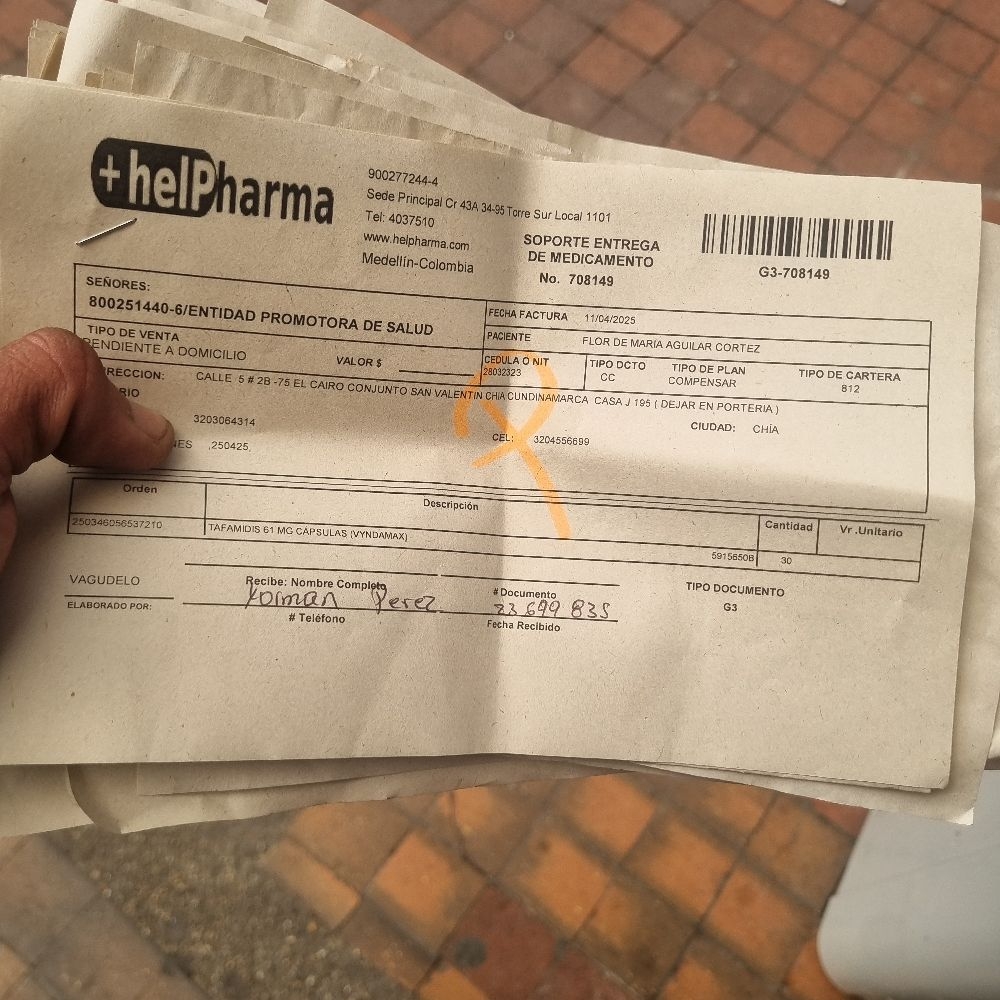 +helPharma
900277244-4
Sede Principal Cr 43A 34-95 Torre Sur Local 1101
Tel: 4037510
www.helpharma.com
Medellín-Colombia
SOPORTE ENTREGA
DE MEDICAMENTO
No. 708149
G3-708149
SEÑORES:
800251440-6/ENTIDAD PROMOTORA DE SALUD
FECHA FACTURA 11/04/2025
PACIENTE FLOR DE MARÍA AGUILAR CORTEZ
TIPO DE VENTA
PENDIENTE A DOMICILIO
VALOR $
CEDULA O NIT
28032323
TIPO DCTO
CC
TIPO DE PLAN
COMPENSAR
TIPO DE CARTERA
812
DIRECCION: CALLE 5 # 2B -75 EL CAIRO CONJUNTO SAN VALENTIN CHIA CUNDINAMARCA CASA J 195 ( DEJAR EN PORTERIA )
3203064314
CEL: 3204556699
CIUDAD: CHÍA
,250425,
Orden Descripción Cantidad Vr .Unitario
250346056537210 TAFAMIDIS 61 MG CÁPSULAS (VYNDAMAX) 5915650B 30
VAGUDELO
ELABORADO POR:
Recibe: Nombre Completo
# Documento
Perez
23 699 835
# Teléfono
Fecha Recibido
TIPO DOCUMENTO
G3